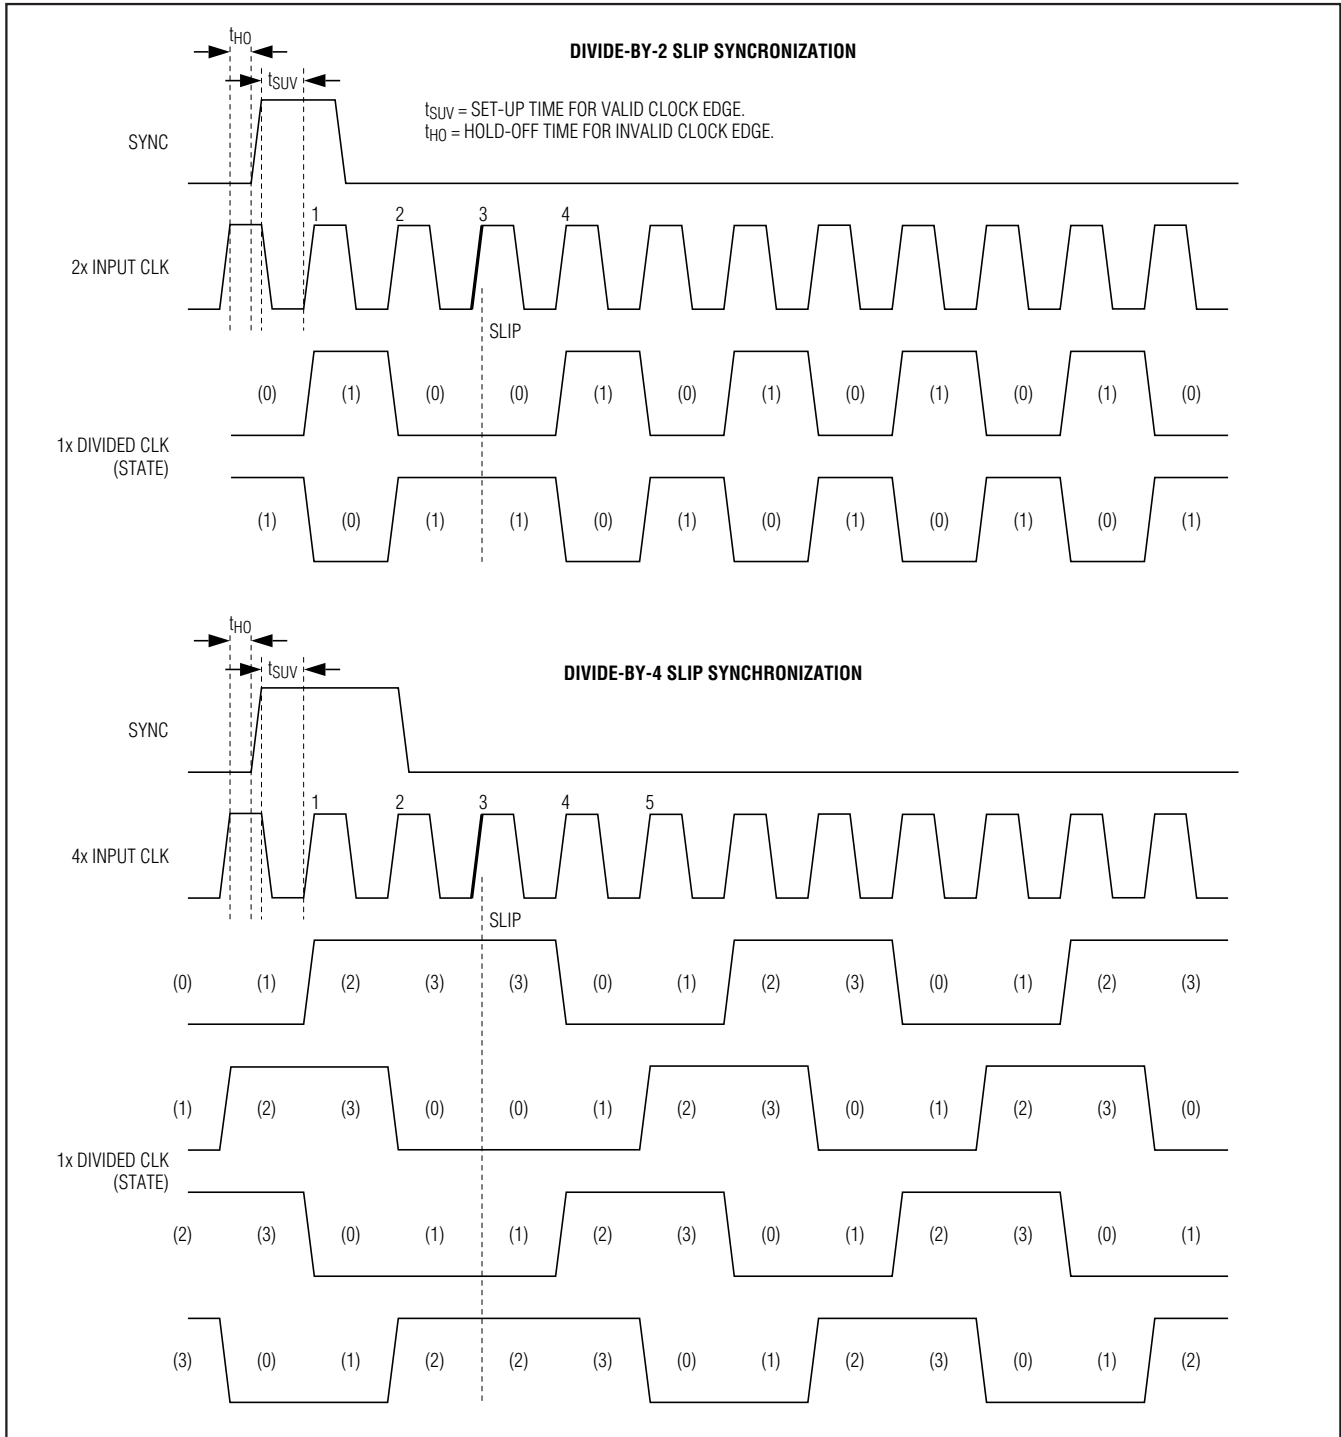 tHO
DIVIDE-BY-2 SLIP SYNCRONIZATION
tSUV
tSUV = SET-UP TIME FOR VALID CLOCK EDGE.
tHO = HOLD-OFF TIME FOR INVALID CLOCK EDGE.
SYNC
1 2 3 4
2x INPUT CLK
SLIP
(0) (1) (0) (0) (1) (0) (1) (0) (1) (0) (1) (0)
1x DIVIDED CLK
(STATE)
(1) (0) (1) (1) (0) (1) (0) (1) (0) (1) (0) (1)
tHO
tSUV
DIVIDE-BY-4 SLIP SYNCHRONIZATION
SYNC
1 2 3 4 5
4x INPUT CLK
SLIP
(0) (1) (2) (3) (3) (0) (1) (2) (3) (0) (1) (2) (3)
(1) (2) (3) (0) (0) (1) (2) (3) (0) (1) (2) (3) (0)
1x DIVIDED CLK
(STATE)
(2) (3) (0) (1) (1) (2) (3) (0) (1) (2) (3) (0) (1)
(3) (0) (1) (2) (2) (3) (0) (1) (2) (3) (0) (1) (2)